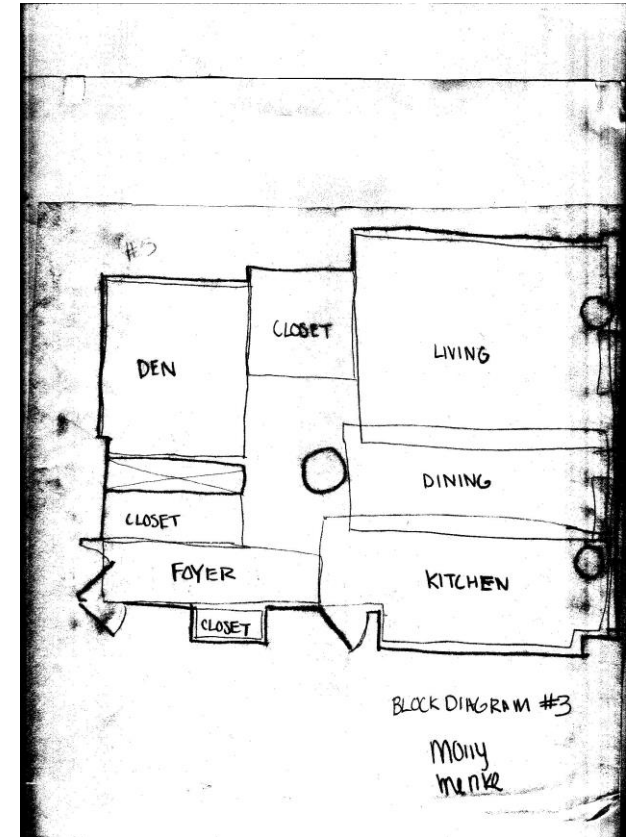 #5
CLOSET
LIVING
DEN
DINING
CLOSET
FOYER
KITCHEN
CLOSET
BLOCK DIAGRAM #3
Molly
Menke